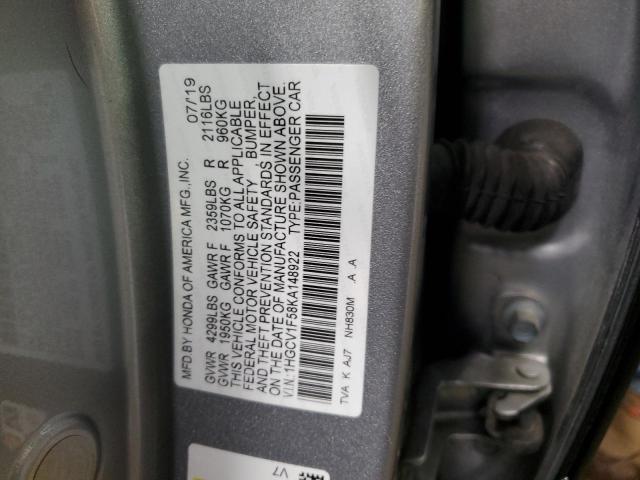 MFD.BY HONDA OF AMERICA MFG.,INC. 07/19
GVWR 4299LBS GAWR F 2359LBS R 2116LBS
GVWR 1950KG GAWR F 1070KG R 960KG
THIS VEHICLE CONFORMS TO ALL APPLICABLE
FEDERAL MOTOR VEHICLE SAFETY BUMPER,
AND THEFT PREVENTION STANDARDS IN EFFECT
ON THE DATE OF MANUFACTURE SHOWN ABOVE.
V.I.N.:1HGCV1F58KA148922 TYPE:PASSENGER CAR
TVA K AJ7 NH830M .A .A
V7